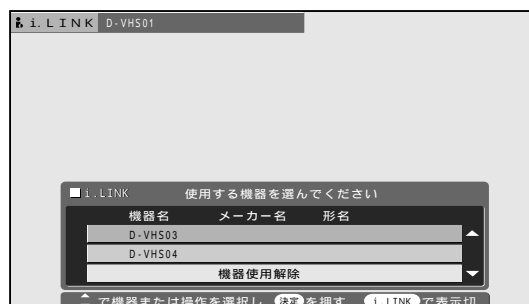 i.LINK D-VHS01
i.LINK 使用する機器を選んでください
機器名 メーカー名 形名
D-VHS03
D-VHS04
機器使用解除
で機器または操作を選択し 決定 を押す。 i.LINK で表示切